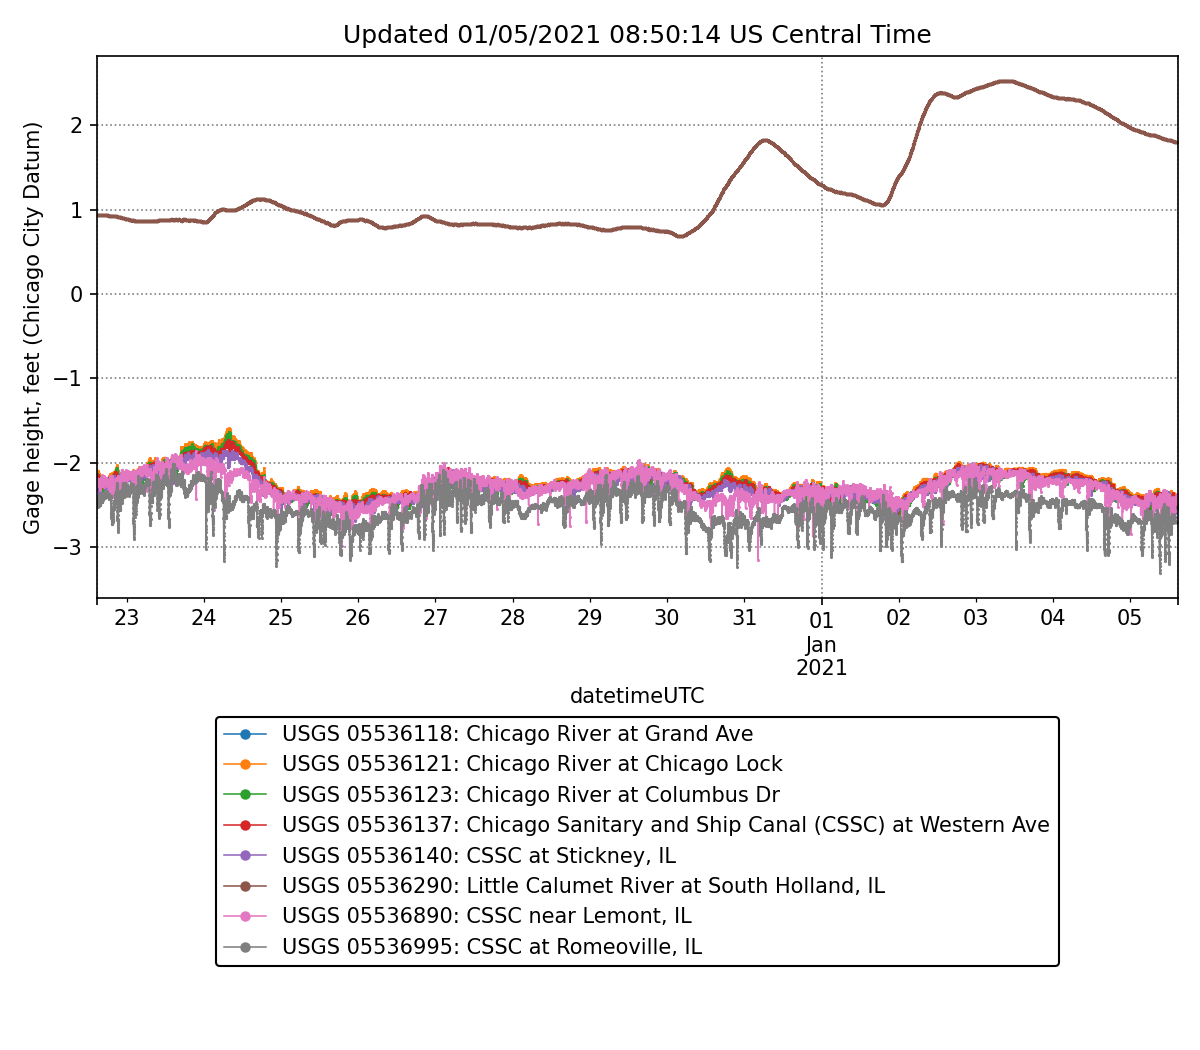 Updated 01/05/2021 08:50:14 US Central Time
Gage height, feet (Chicago City Datum)
2
1
0
−1
−2
−3
23 24 25 26 27 28 29 30 31 01 02 03 04 05
Jan
2021
datetimeUTC
USGS 05536118: Chicago River at Grand Ave
USGS 05536121: Chicago River at Chicago Lock
USGS 05536123: Chicago River at Columbus Dr
USGS 05536137: Chicago Sanitary and Ship Canal (CSSC) at Western Ave
USGS 05536140: CSSC at Stickney, IL
USGS 05536290: Little Calumet River at South Holland, IL
USGS 05536890: CSSC near Lemont, IL
USGS 05536995: CSSC at Romeoville, IL